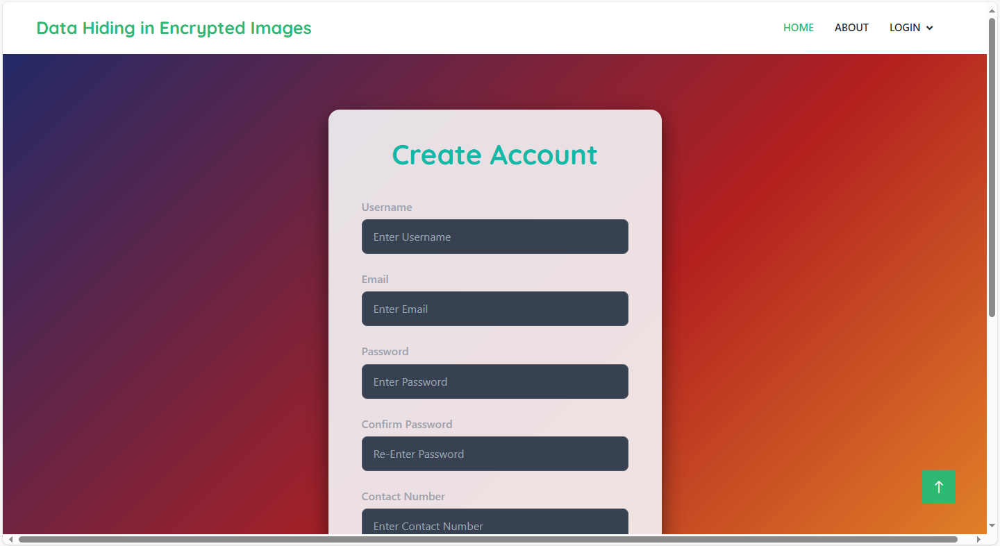 Data Hiding in Encrypted Images
HOME ABOUT LOGIN
Create Account
Username
Enter Username
Email
Enter Email
Password
Enter Password
Confirm Password
Re-Enter Password
Contact Number
Enter Contact Number